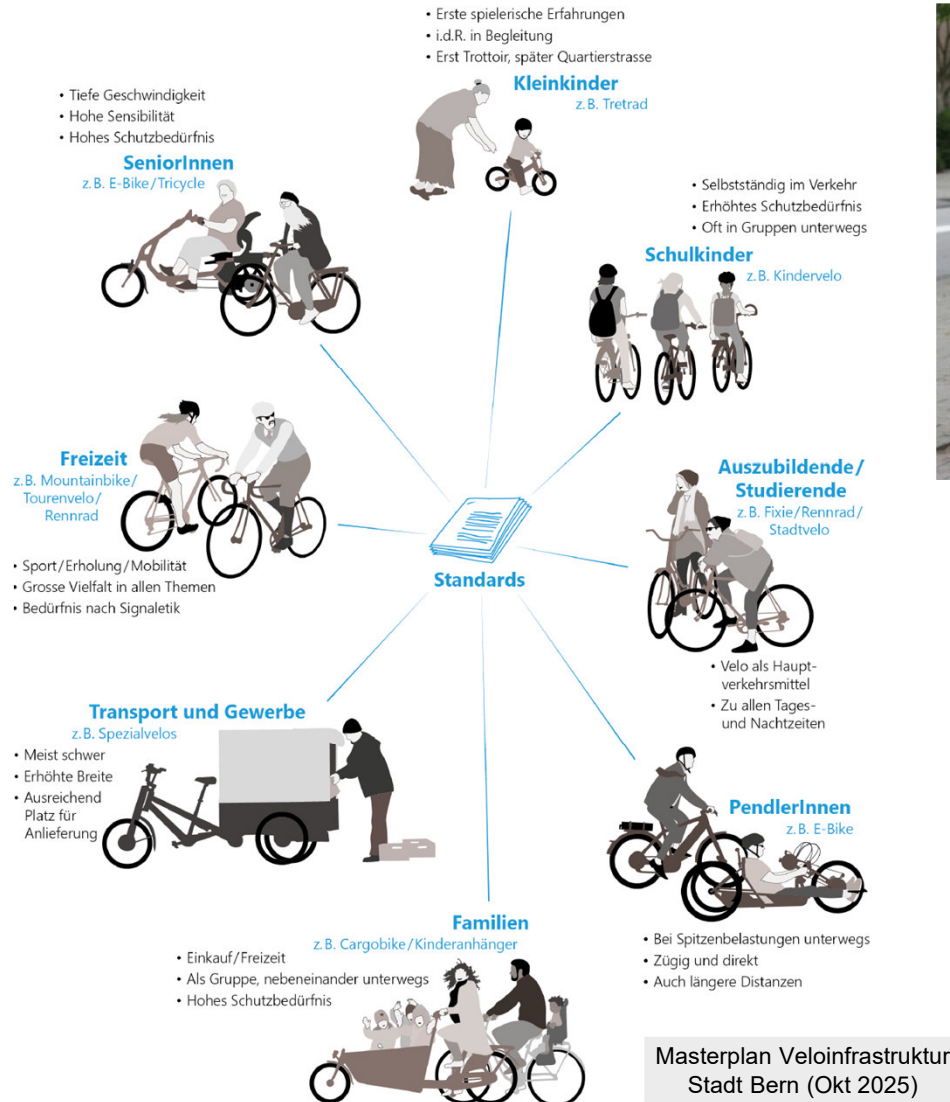 • Erste spielerische Erfahrungen
• i.d.R. in Begleitung
• Erst Trottoir, später Quartierstrasse
Kleinkinder
z.B. Tretrad
• Tiefe Geschwindigkeit
• Hohe Sensibilität
• Hohes Schutzbedürfnis
SeniorInnen
z.B. E-Bike/Tricycle
• Selbstständig im Verkehr
• Erhöhtes Schutzbedürfnis
• Oft in Gruppen unterwegs
Schulkinder
z.B. Kindervelo
Freizeit
z.B. Mountainbike/
Tourenvelo/
Rennrad
• Sport/Erholung/Mobilität
• Grosse Vielfalt in allen Themen
• Bedürfnis nach Signaletik
Standards
Auszubildende/
Studierende
z.B. Fixie/Rennrad/
Stadtvelo
• Velo als Haupt-
verkehrsmittel
• Zu allen Tages-
und Nachtzeiten
Transport und Gewerbe
z.B. Spezialvelos
• Meist schwer
• Erhöhte Breite
• Ausreichend
Platz für
Anlieferung
PendlerInnen
z.B. E-Bike
• Bei Spitzenbelastungen unterwegs
• Zügig und direkt
• Auch längere Distanzen
Familien
z.B. Cargobike/Kinderanhänger
• Einkauf/Freizeit
• Als Gruppe, nebeneinander unterwegs
• Hohes Schutzbedürfnis
Masterplan Veloinfrastruktur
Stadt Bern (Okt 2025)